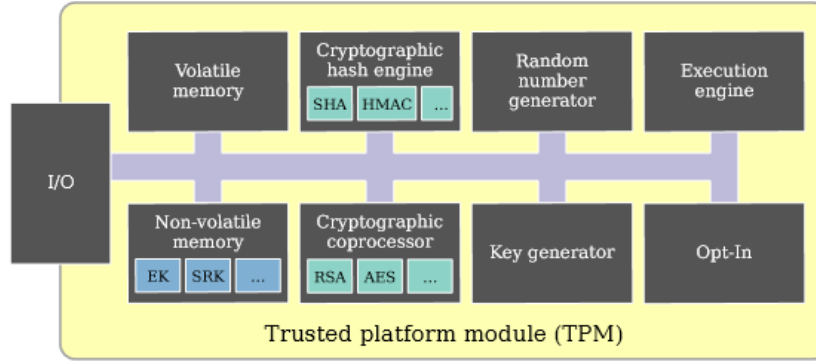 Volatile
memory
Cryptographic
hash engine
SHA HMAC ...
Random
number
generator
Execution
engine
I/O
Non-volatile
memory
EK SRK ...
Cryptographic
coprocessor
RSA AES ...
Key generator
Opt-In
Trusted platform module (TPM)